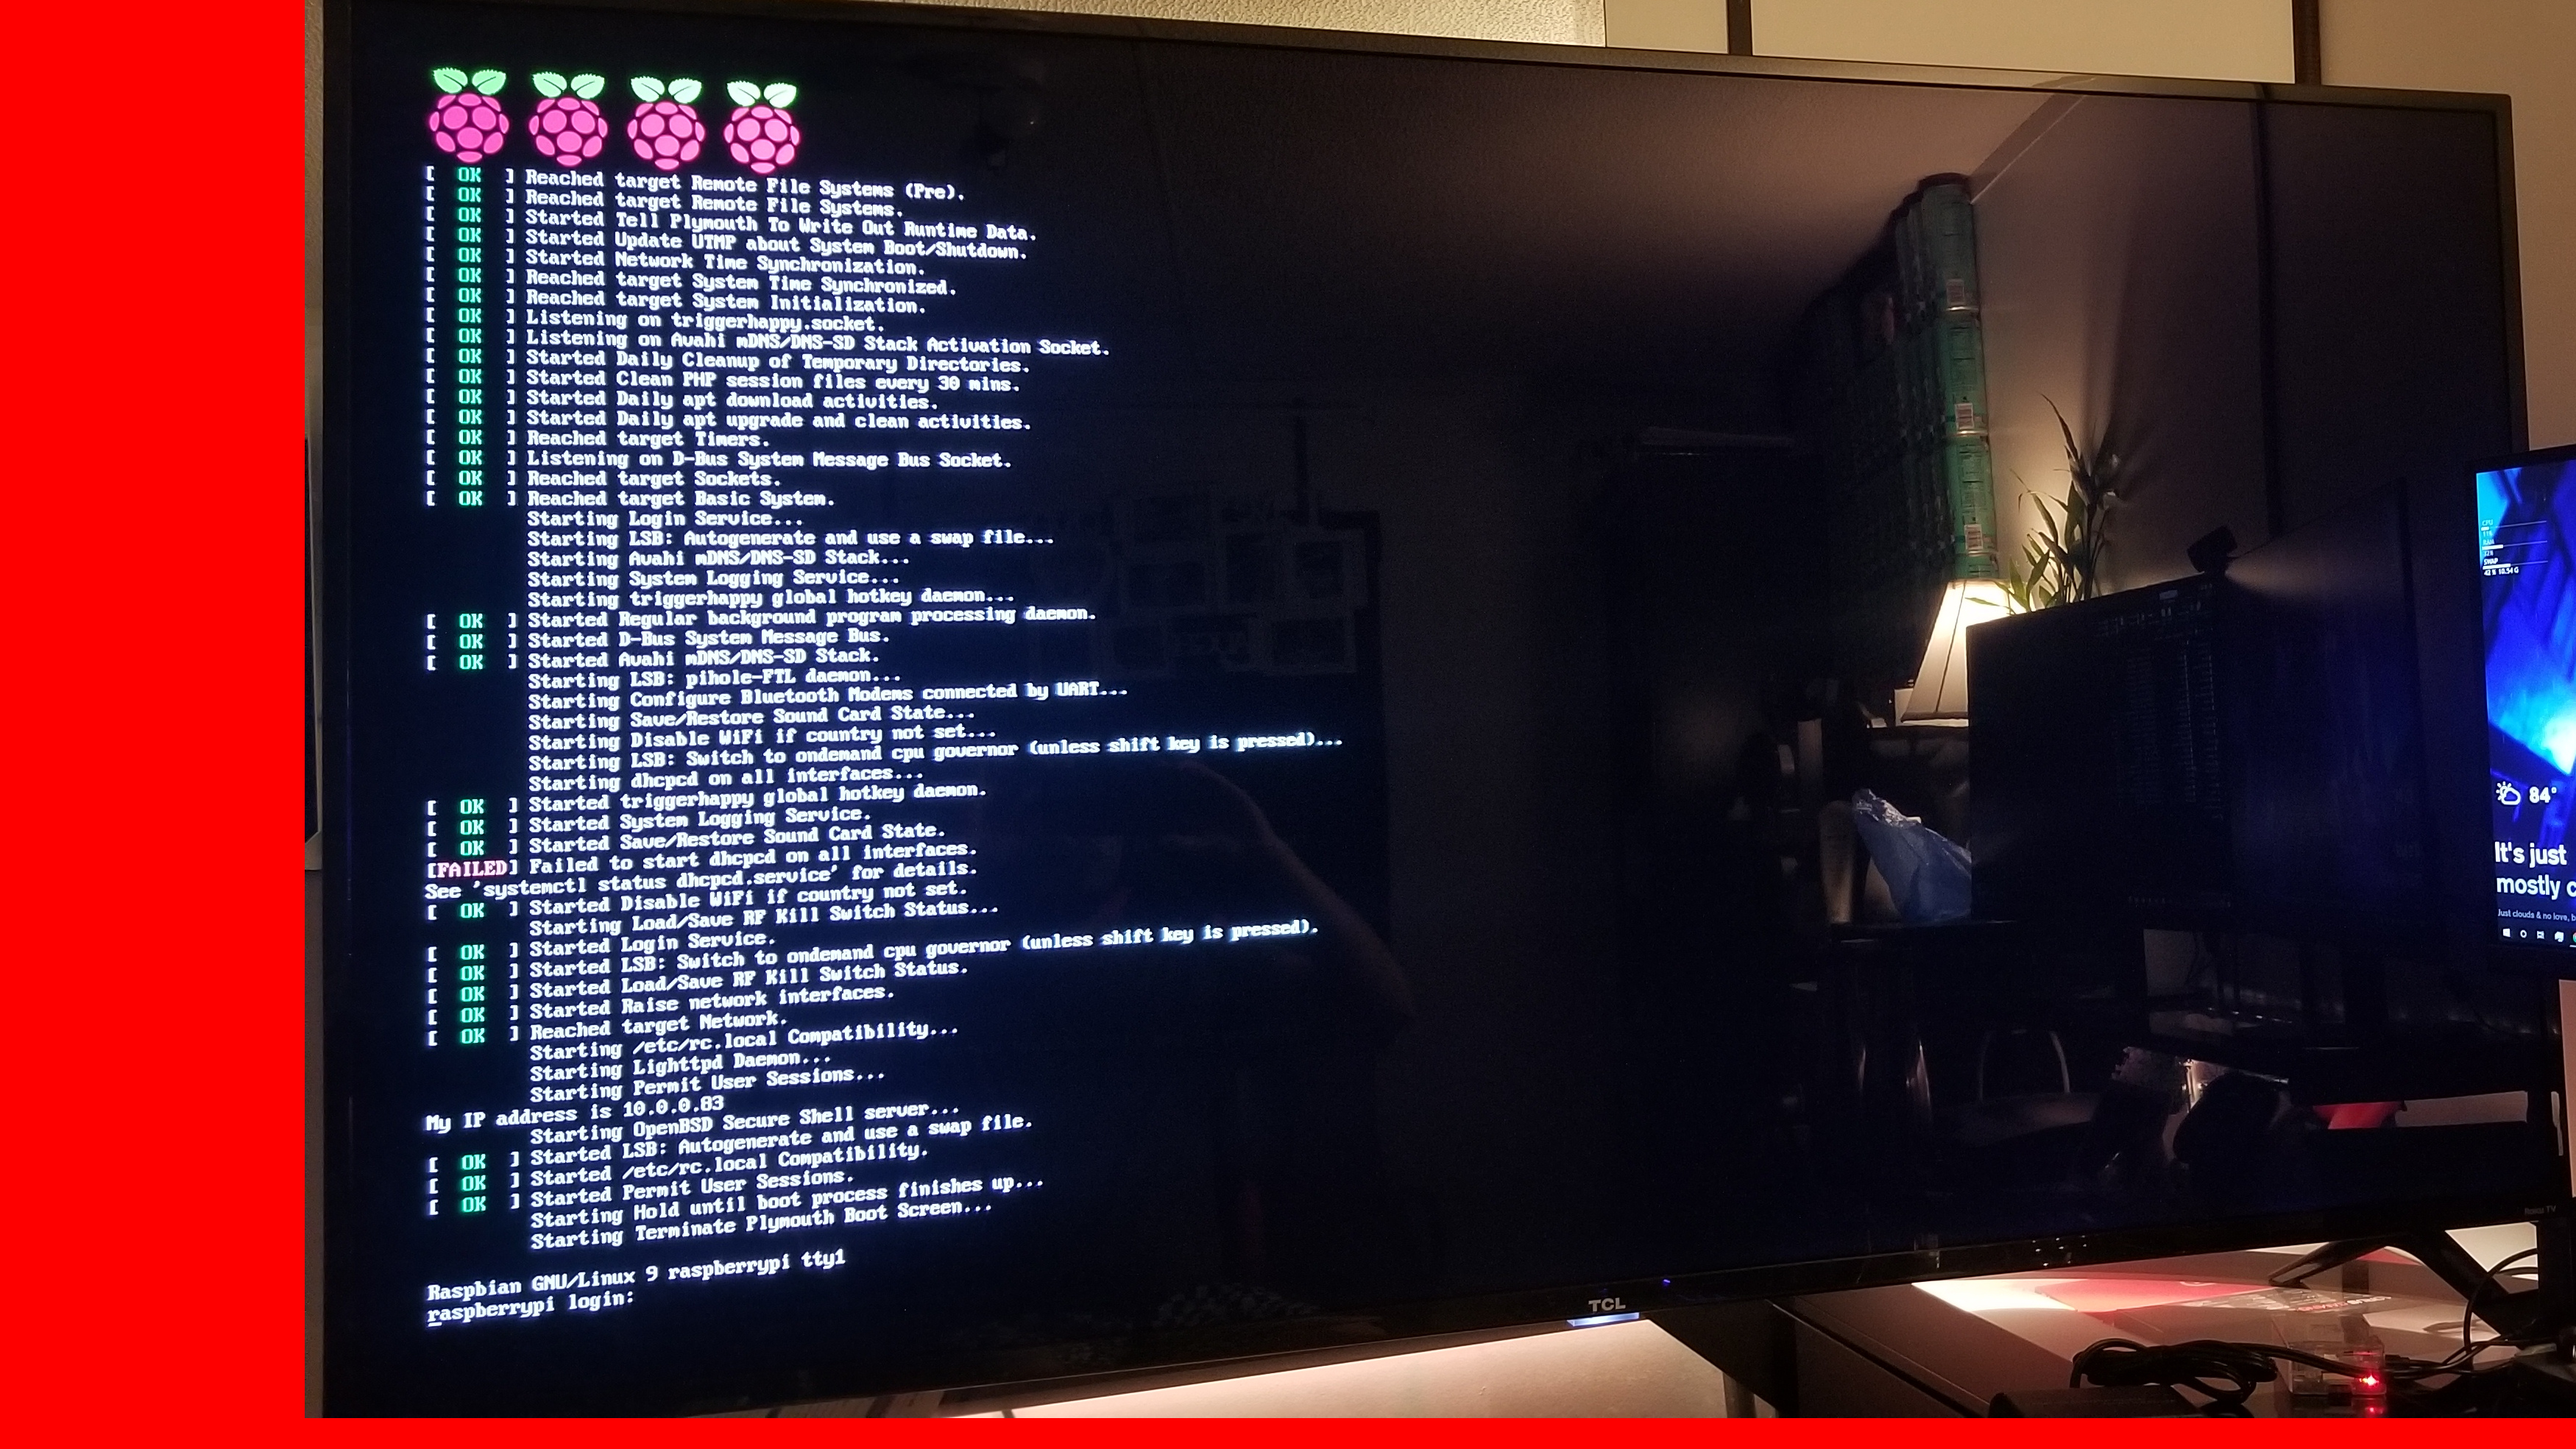 [  OK  ] Reached target Remote File Systems (Pre).
[  OK  ] Reached target Remote File Systems.
[  OK  ] Started Tell Plymouth To Write Out Runtime Data.
[  OK  ] Started Update UTMP about System Boot/Shutdown.
[  OK  ] Started Network Time Synchronization.
[  OK  ] Reached target System Time Synchronized.
[  OK  ] Reached target System Initialization.
[  OK  ] Listening on triggerhappy.socket.
[  OK  ] Listening on Avahi mDNS/DNS-SD Stack Activation Socket.
[  OK  ] Started Daily Cleanup of Temporary Directories.
[  OK  ] Started Clean PHP session files every 30 mins.
[  OK  ] Started Daily apt download activities.
[  OK  ] Started Daily apt upgrade and clean activities.
[  OK  ] Reached target Timers.
[  OK  ] Listening on D-Bus System Message Bus Socket.
[  OK  ] Reached target Sockets.
[  OK  ] Reached target Basic System.
Starting Login Service...
Starting LSB: Autogenerate and use a swap file...
Starting Avahi mDNS/DNS-SD Stack...
Starting System Logging Service...
Starting triggerhappy global hotkey daemon...
[  OK  ] Started Regular background program processing daemon.
[  OK  ] Started D-Bus System Message Bus.
[  OK  ] Started Avahi mDNS/DNS-SD Stack.
Starting LSB: pihole-FTL daemon...
Starting Configure Bluetooth Modems connected by UART...
Starting Save/Restore Sound Card State...
Starting Disable WiFi if country not set...
Starting LSB: Switch to ondemand cpu governor (unless shift key is pressed)...
Starting dhcpcd on all interfaces...
[  OK  ] Started triggerhappy global hotkey daemon.
[  OK  ] Started System Logging Service.
[  OK  ] Started Save/Restore Sound Card State.
[FAILED] Failed to start dhcpcd on all interfaces.
See 'systemctl status dhcpcd.service' for details.
[  OK  ] Started Disable WiFi if country not set.
Starting Load/Save RF Kill Switch Status...
[  OK  ] Started Login Service.
[  OK  ] Started LSB: Switch to ondemand cpu governor (unless shift key is pressed).
[  OK  ] Started Load/Save RF Kill Switch Status.
[  OK  ] Started Raise network interfaces.
[  OK  ] Reached target Network.
Starting /etc/rc.local Compatibility...
Starting Lighttpd Daemon...
Starting Permit User Sessions...
My IP address is 10.0.0.83
Starting OpenBSD Secure Shell server...
[  OK  ] Started LSB: Autogenerate and use a swap file.
[  OK  ] Started /etc/rc.local Compatibility.
[  OK  ] Started Permit User Sessions.
Starting Hold until boot process finishes up...
Starting Terminate Plymouth Boot Screen...
Raspbian GNU/Linux 9 raspberrypi tty1
raspberrypi login:
TCL
Roku TV
CPU
11%
RAM
SWAP
84°
It's just
mostly c
Just clouds & no love, b